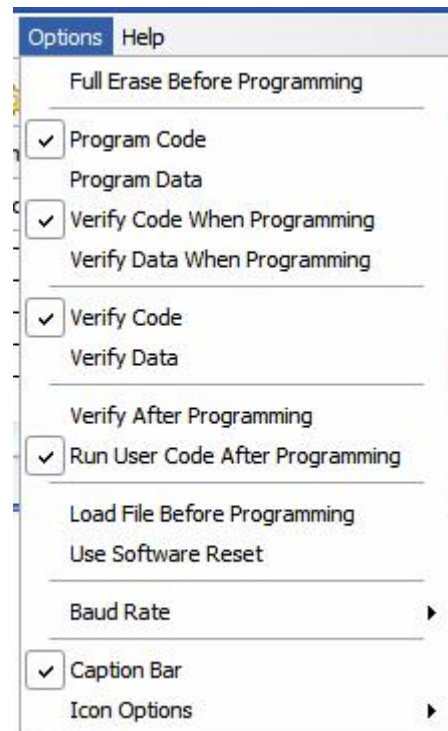 Options Help
Full Erase Before Programming
Program Code
Program Data
Verify Code When Programming
Verify Data When Programming
Verify Code
Verify Data
Verify After Programming
Run User Code After Programming
Load File Before Programming
Use Software Reset
Baud Rate
Caption Bar
Icon Options